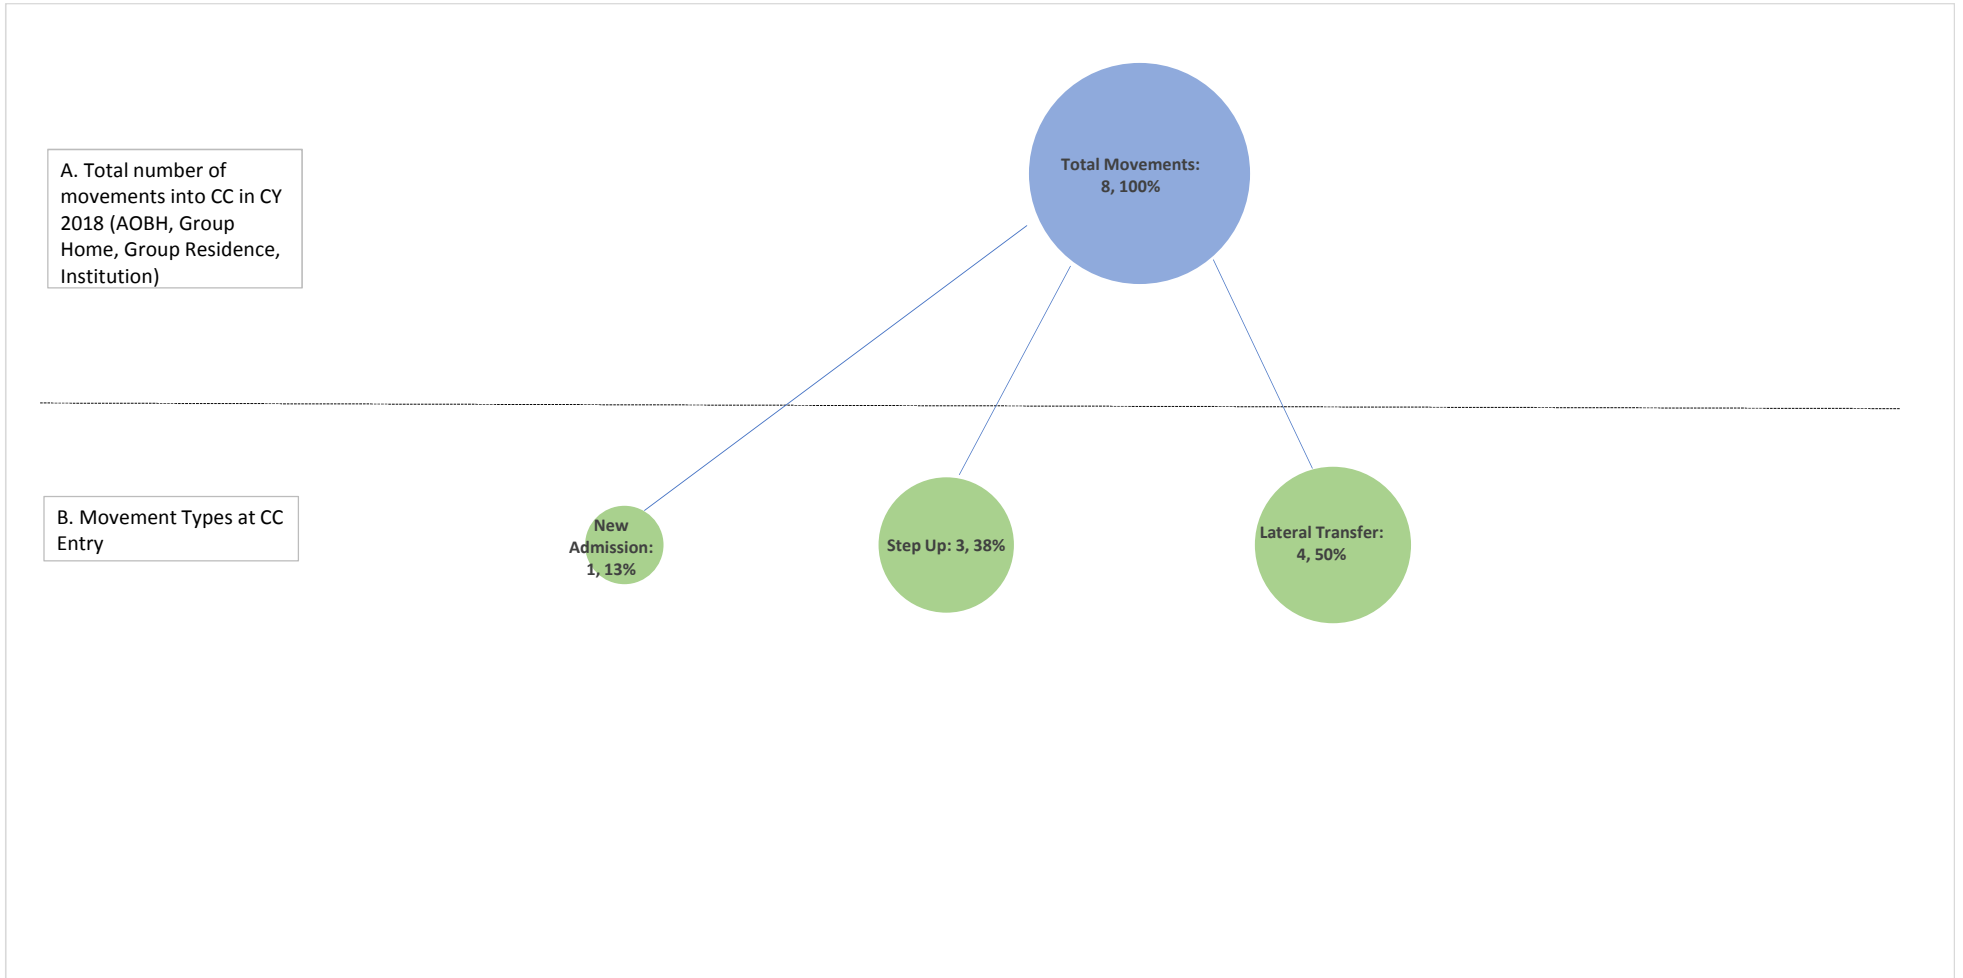 Total Movements:
8, 100%
A. Total number of
movements into CC in CY
2018 (AOBH, Group
Home, Group Residence,
Institution)
B. Movement Types at CC
Entry
New
Admission:
1, 13%
Step Up: 3, 38%
Lateral Transfer:
4, 50%